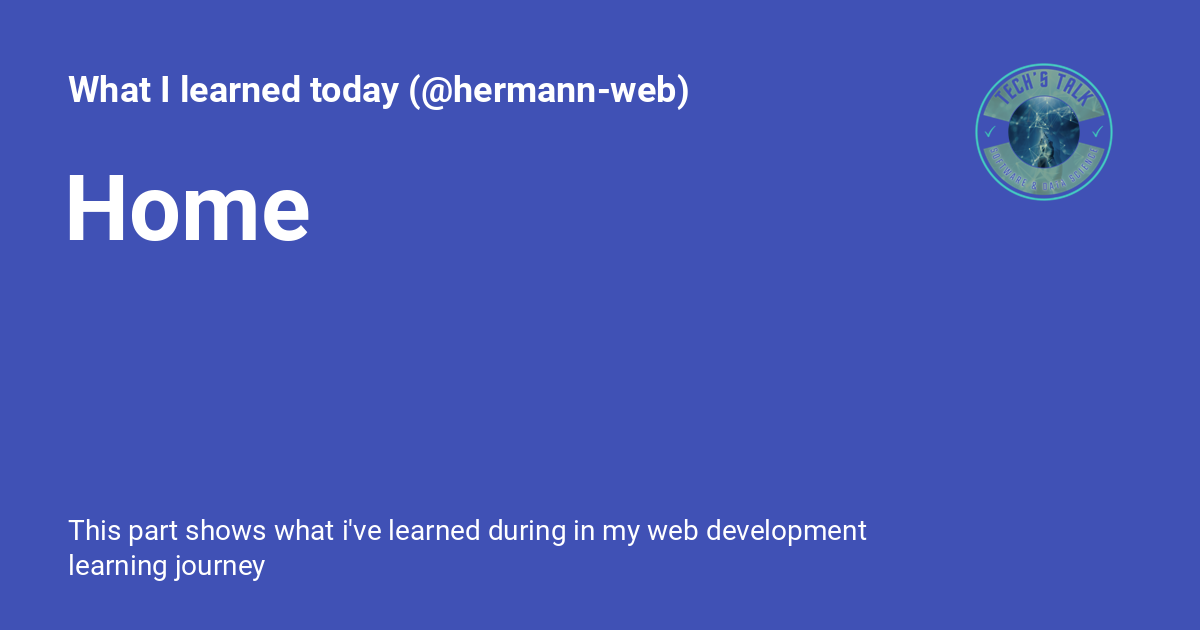 What I learned today (@hermann-web)
TECH'S TALK
SOFTWARE & DATA SCIENCE
Home
This part shows what i've learned during in my web development
learning journey